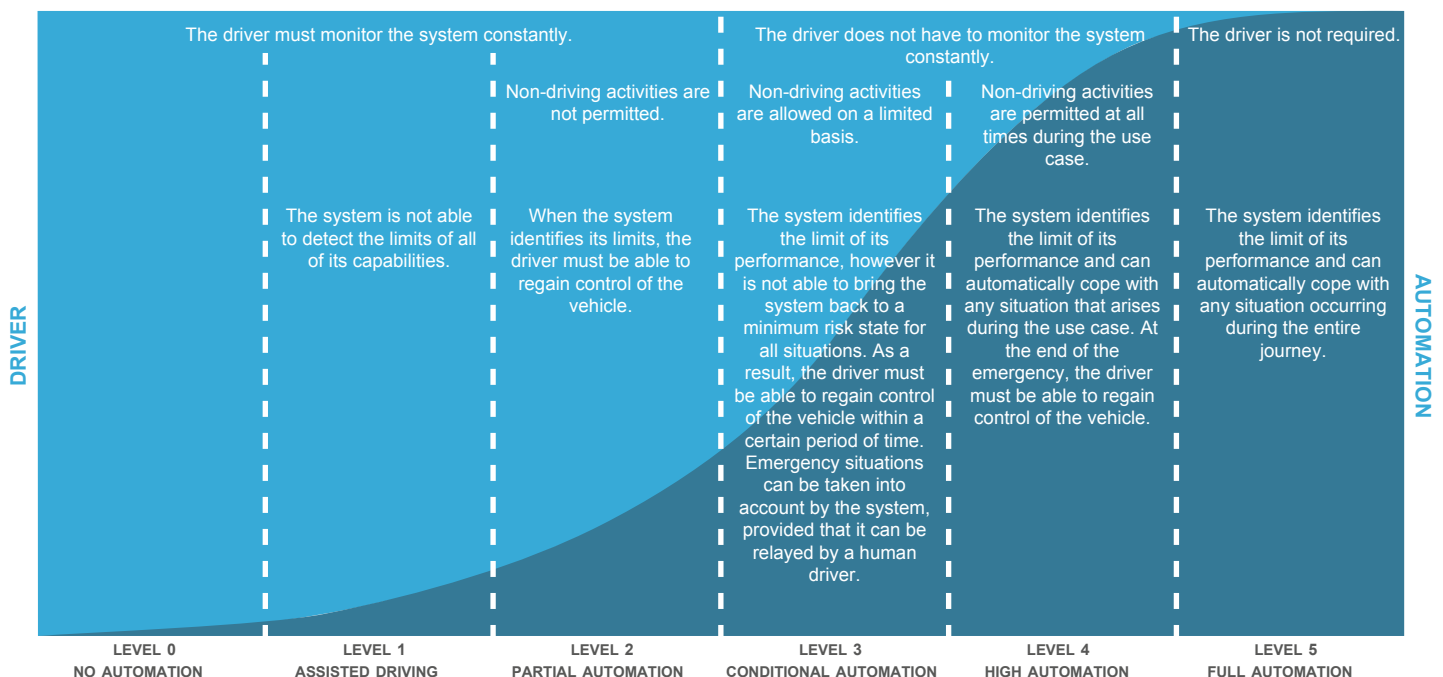 The driver must monitor the system constantly.
The driver does not have to monitor the system
constantly.
The driver is not required.
Non-driving activities are
not permitted.
Non-driving activities
are allowed on a limited
basis.
Non-driving activities
are permitted at all
times during the use
case.
The system is not able
to detect the limits of all
of its capabilities.
When the system
identifies its limits, the
driver must be able to
regain control of the
vehicle.
The system identifies
the limit of its
performance, however it
is not able to bring the
system back to a
minimum risk state for
all situations. As a
result, the driver must
be able to regain control
of the vehicle within a
certain period of time.
Emergency situations
can be taken into
account by the system,
provided that it can be
relayed by a human
driver.
The system identifies
the limit of its
performance and can
automatically cope with
any situation that arises
during the use case. At
the end of the
emergency, the driver
must be able to regain
control of the vehicle.
The system identifies
the limit of its
performance and can
automatically cope with
any situation occurring
during the entire
journey.
DRIVER
AUTOMATION
LEVEL 0
NO AUTOMATION
LEVEL 1
ASSISTED DRIVING
LEVEL 2
PARTIAL AUTOMATION
LEVEL 3
CONDITIONAL AUTOMATION
LEVEL 4
HIGH AUTOMATION
LEVEL 5
FULL AUTOMATION